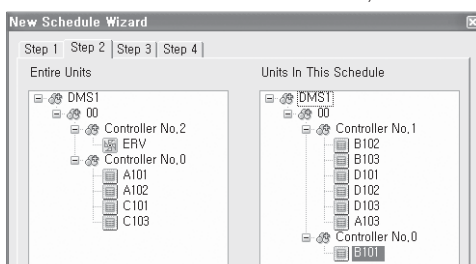 New Schedule Wizard
Step 1 Step 2 Step 3 Step 4
Entire Units
DMS1
00
Controller No,2
ERV
Controller No,0
A101
A102
C101
C103
Units In This Schedule
DMS1
00
Controller No,1
B102
B103
D101
D102
D103
A103
Controller No,0
B101